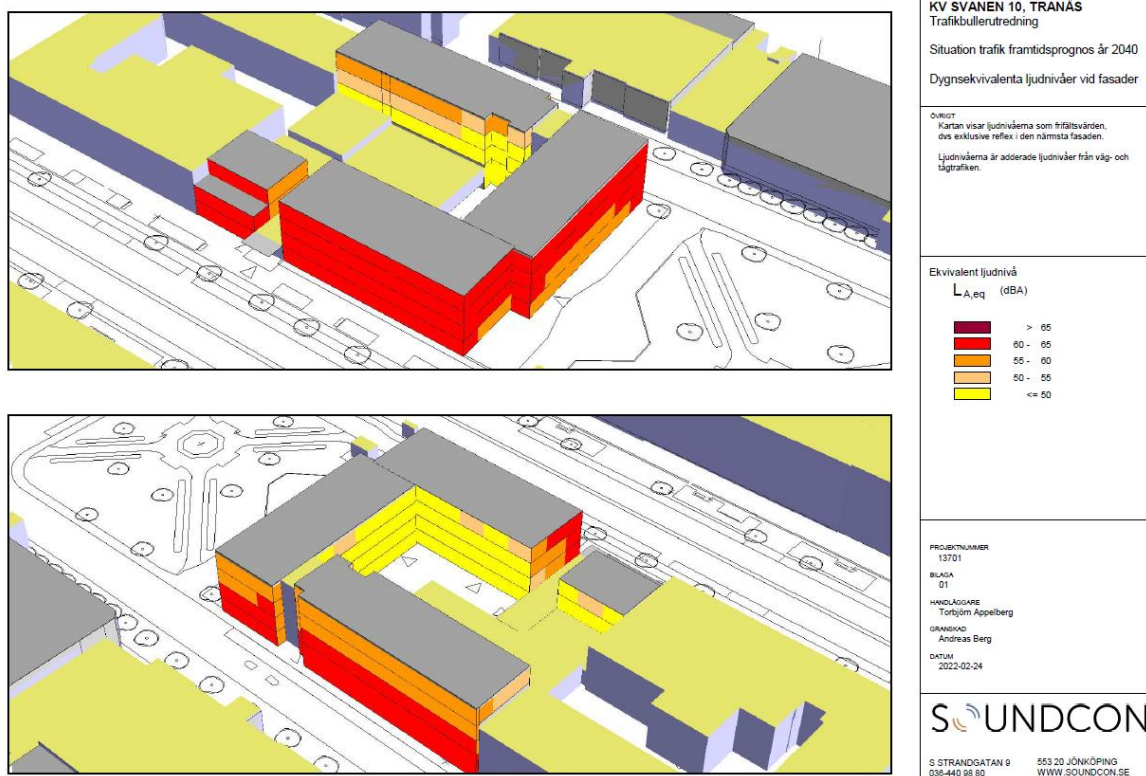 KV SVANEN 10, TRANÅS
Trafikbullerutredning
Situation trafik framtidsprognos år 2040
Dygnsekvivalenta ljudnivåer vid fasader
ÖVRIGT
Kartan visar ljudnivåerna som frifältsvärden,
dvs exklusive reflex i den närmsta fasaden.
Ljudnivåerna är adderade ljudnivåer från väg- och
tågtrafiken.
Ekvivalent ljudnivå
LA,eq (dBA)
> 65
60 - 65
55 - 60
50 - 55
<= 50
PROJEKTNUMMER
13701
BILAGA
01
HANDLÄGGARE
Torbjörn Appelberg
GRANSKAD
Andreas Berg
DATUM
2022-02-24
SOUNDCON
S STRANDGATAN 9 553 20 JÖNKÖPING
036-440 98 80 WWW.SOUNDCON.SE